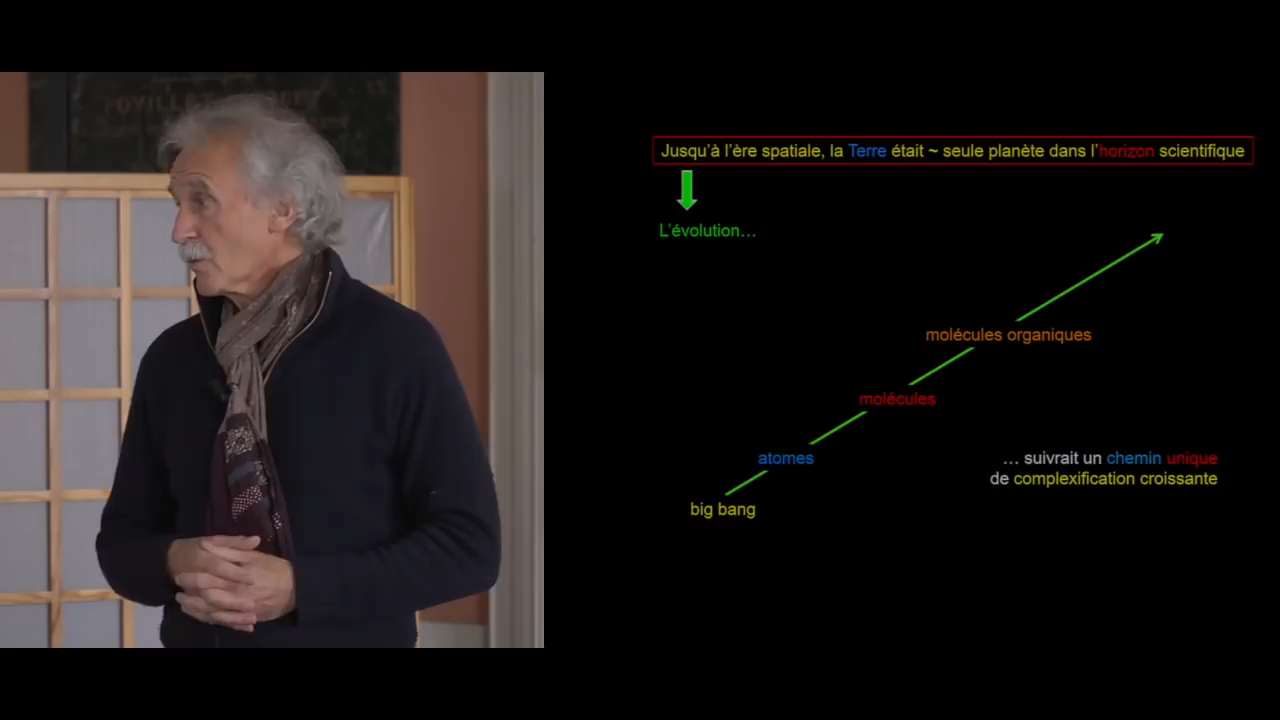 Jusqu'à l'ère spatiale, la Terre était ~ seule planète dans l'horizon scientifique
L'évolution…
molécules organiques
molécules
atomes
… suivrait un chemin unique
de complexification croissante
big bang